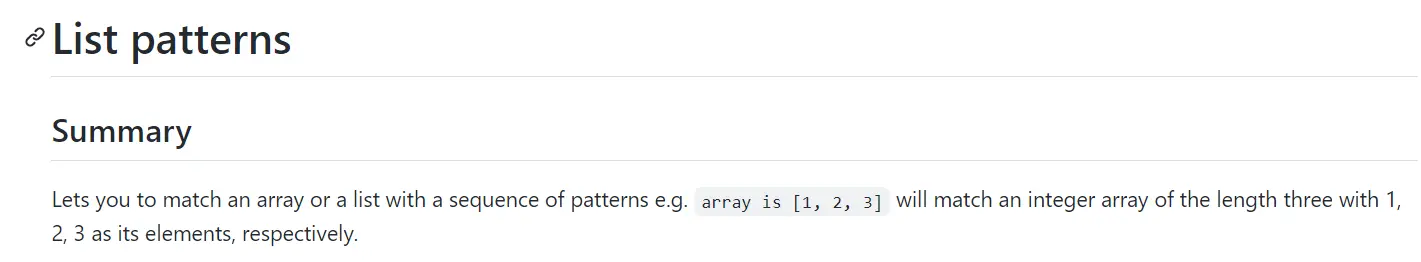 List patterns
Summary
Lets you to match an array or a list with a sequence of patterns e.g. array is [1, 2, 3] will match an integer array of the length three with 1,
2, 3 as its elements, respectively.